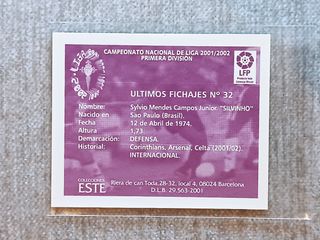 CAMPEONATO NACIONAL DE LIGA 2001/2002
PRIMERA DIVISIÓN
LFP
ULTIMOS FICHAJES Nº 32
Nombre: Sylvio Mendes Campos Junior. "SILVINHO"
Nacido en Sao Paulo (Brasil).
Fecha 12 de Abril de 1974.
Altura 1,73.
Demarcación: DEFENSA.
Historial: Corinthians, Arsenal, Celta (2001/02).
INTERNACIONAL.
COLECCIONES
ESTE
Riera de can Toda, 28-32, local 4, 08024 Barcelona
D.L.B. 29.563-2001